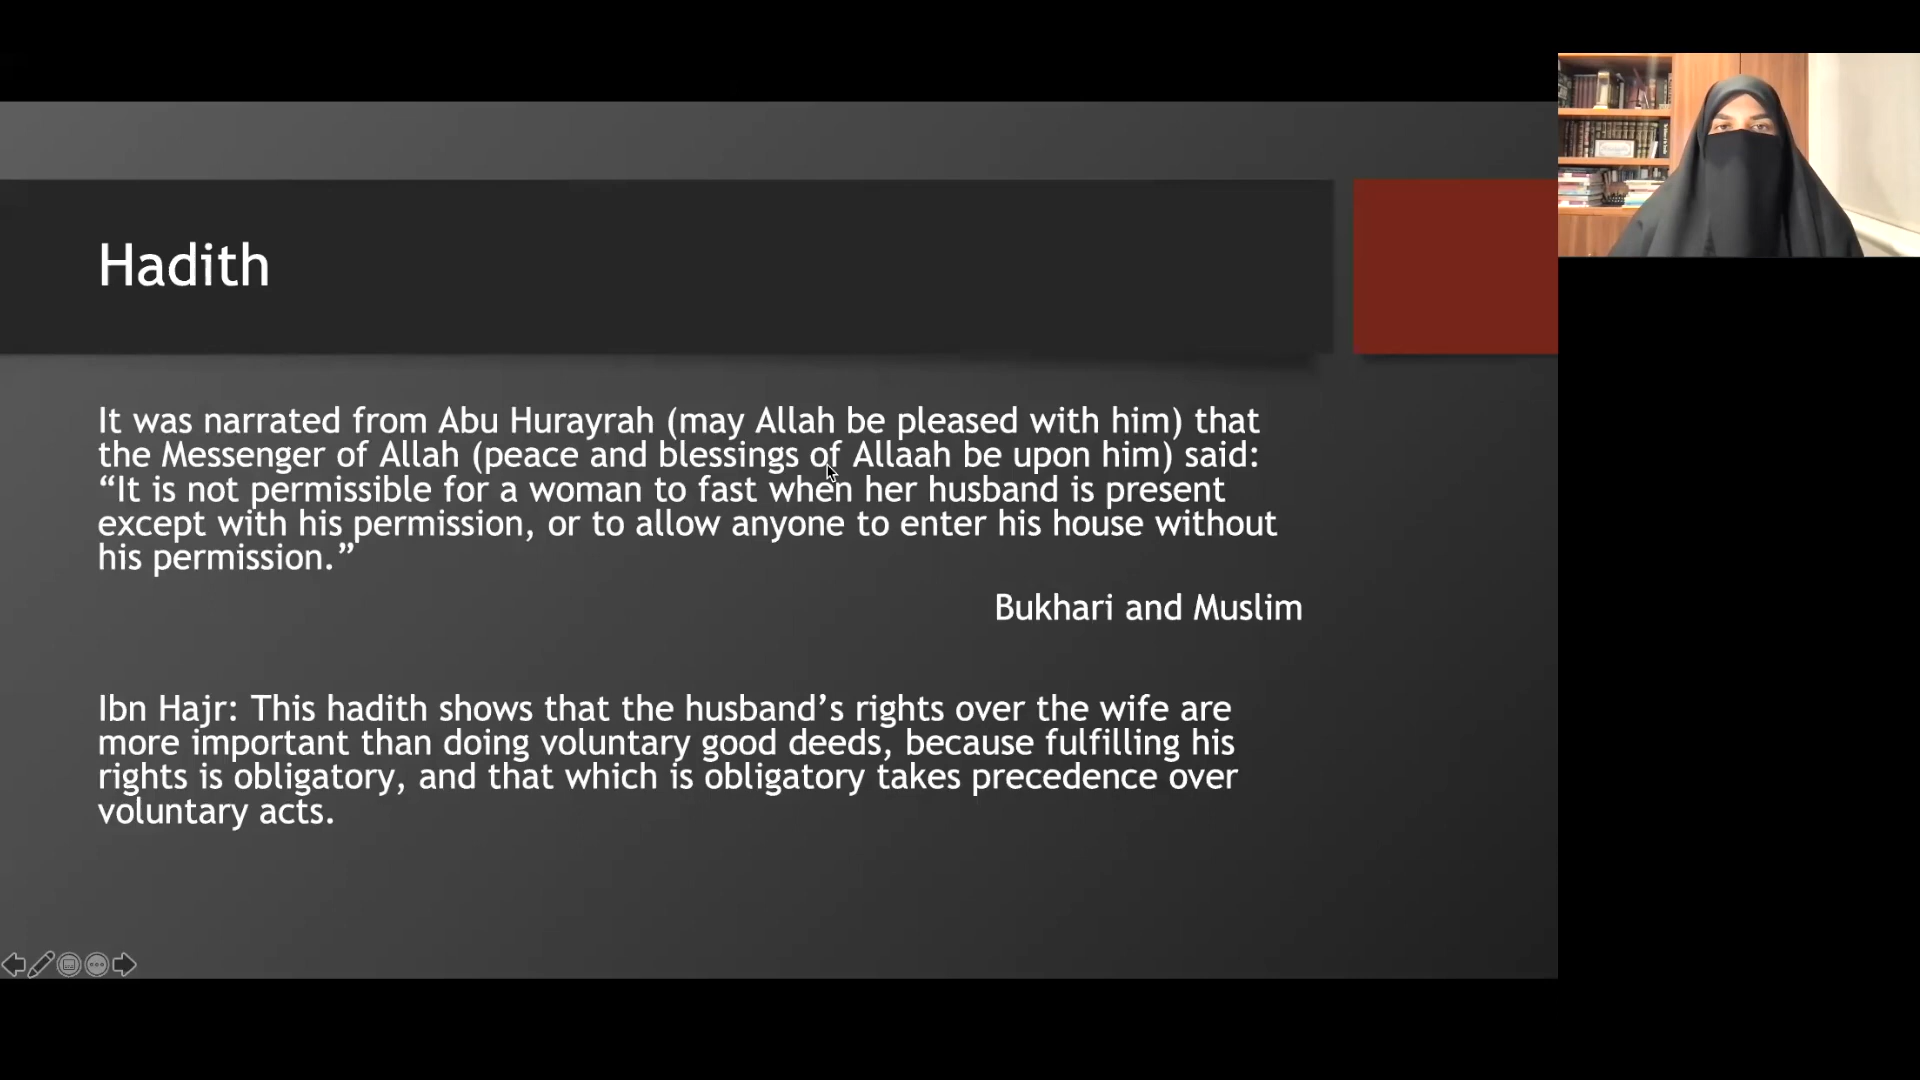 Hadith
It was narrated from Abu Hurayrah (may Allah be pleased with him) that
the Messenger of Allah (peace and blessings of Allaah be upon him) said:
“It is not permissible for a woman to fast when her husband is present
except with his permission, or to allow anyone to enter his house without
his permission.”
Bukhari and Muslim
Ibn Hajr: This hadith shows that the husband’s rights over the wife are
more important than doing voluntary good deeds, because fulfilling his
rights is obligatory, and that which is obligatory takes precedence over
voluntary acts.